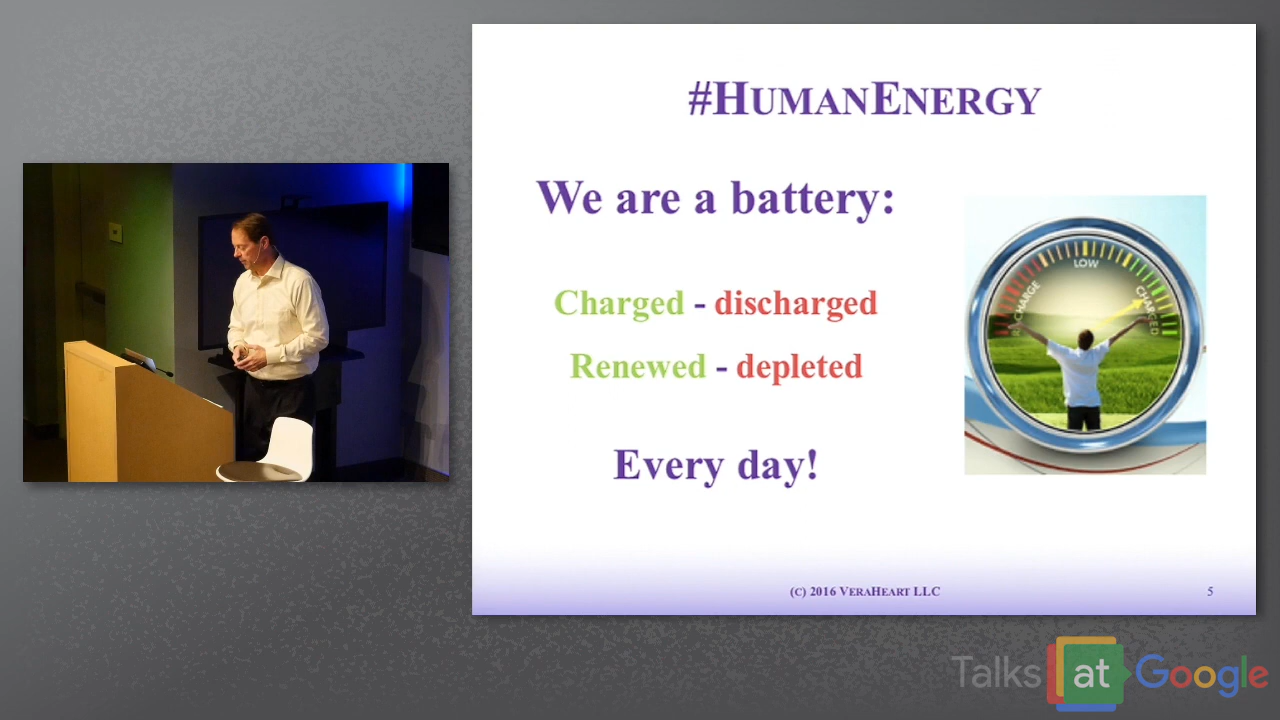 #HUMANENERGY
We are a battery:
Charged - discharged
Renewed - depleted
Every day!
LOW
CHARGED
(C) 2016 VERAHEART LLC
5
Talks at Google